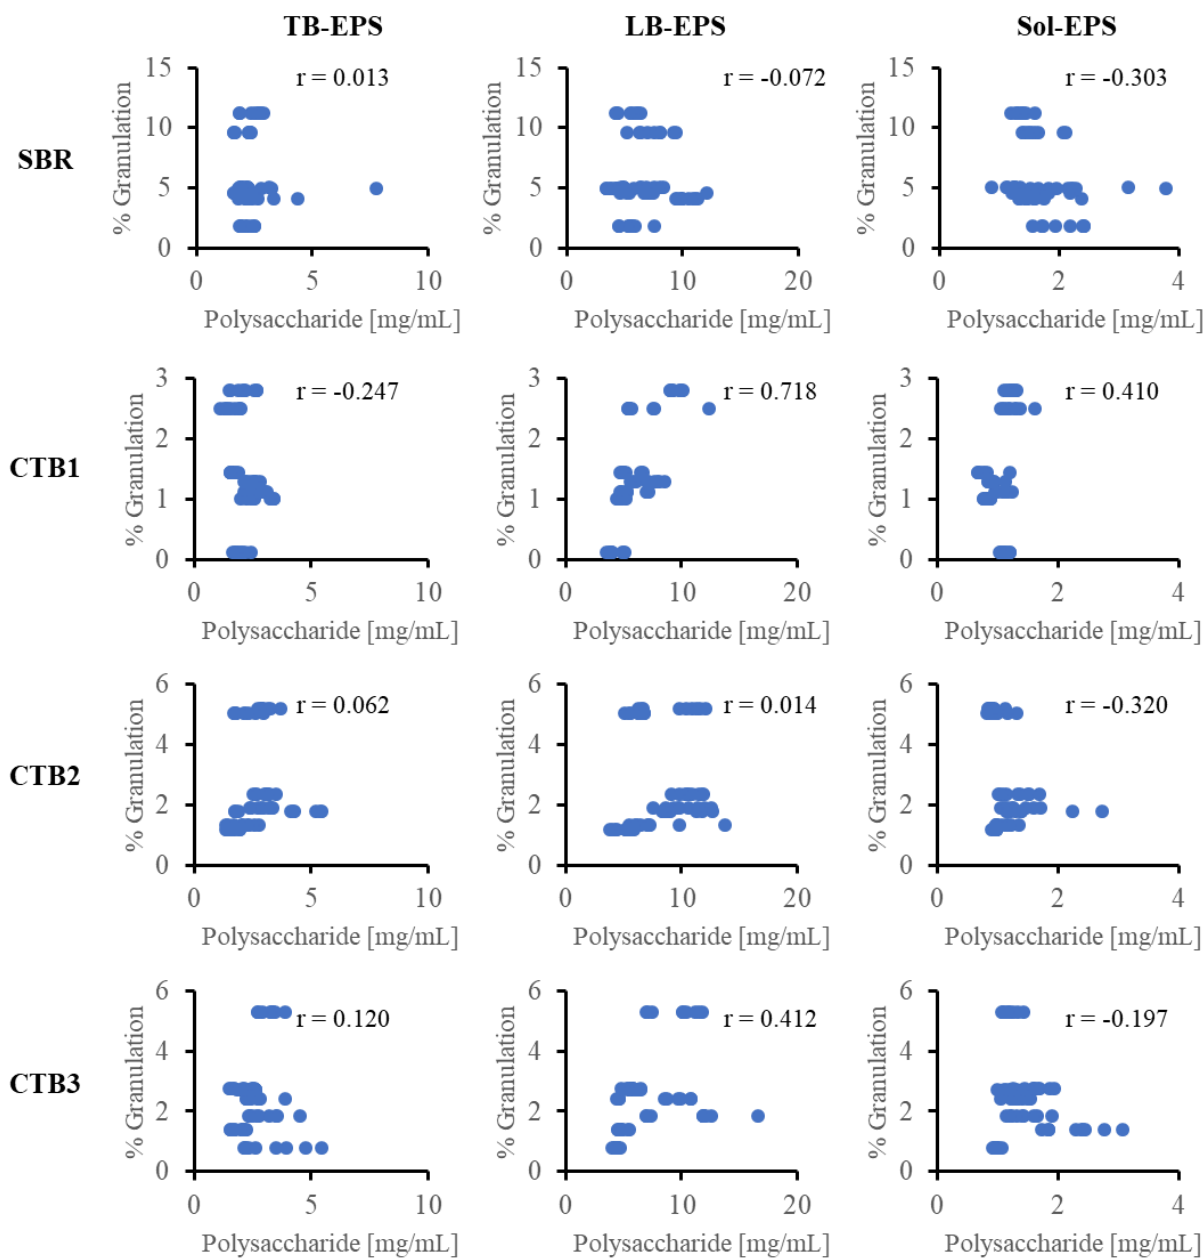 TB-EPS LB-EPS Sol-EPS
SBR
% Granulation
15
10
5
0
r = 0.013
0 5 10
Polysaccharide [mg/mL]
% Granulation
15
10
5
0
r = -0.072
0 10 20
Polysaccharide [mg/mL]
% Granulation
15
10
5
0
r = -0.303
0 2 4
Polysaccharide [mg/mL]
CTB1
% Granulation
3
2
1
0
r = -0.247
0 5 10
Polysaccharide [mg/mL]
% Granulation
3
2
1
0
r = 0.718
0 10 20
Polysaccharide [mg/mL]
% Granulation
3
2
1
0
r = 0.410
0 2 4
Polysaccharide [mg/mL]
CTB2
% Granulation
6
4
2
0
r = 0.062
0 5 10
Polysaccharide [mg/mL]
% Granulation
6
4
2
0
r = 0.014
0 10 20
Polysaccharide [mg/mL]
% Granulation
6
4
2
0
r = -0.320
0 2 4
Polysaccharide [mg/mL]
CTB3
% Granulation
6
4
2
0
r = 0.120
0 5 10
Polysaccharide [mg/mL]
% Granulation
6
4
2
0
r = 0.412
0 10 20
Polysaccharide [mg/mL]
% Granulation
6
4
2
0
r = -0.197
0 2 4
Polysaccharide [mg/mL]